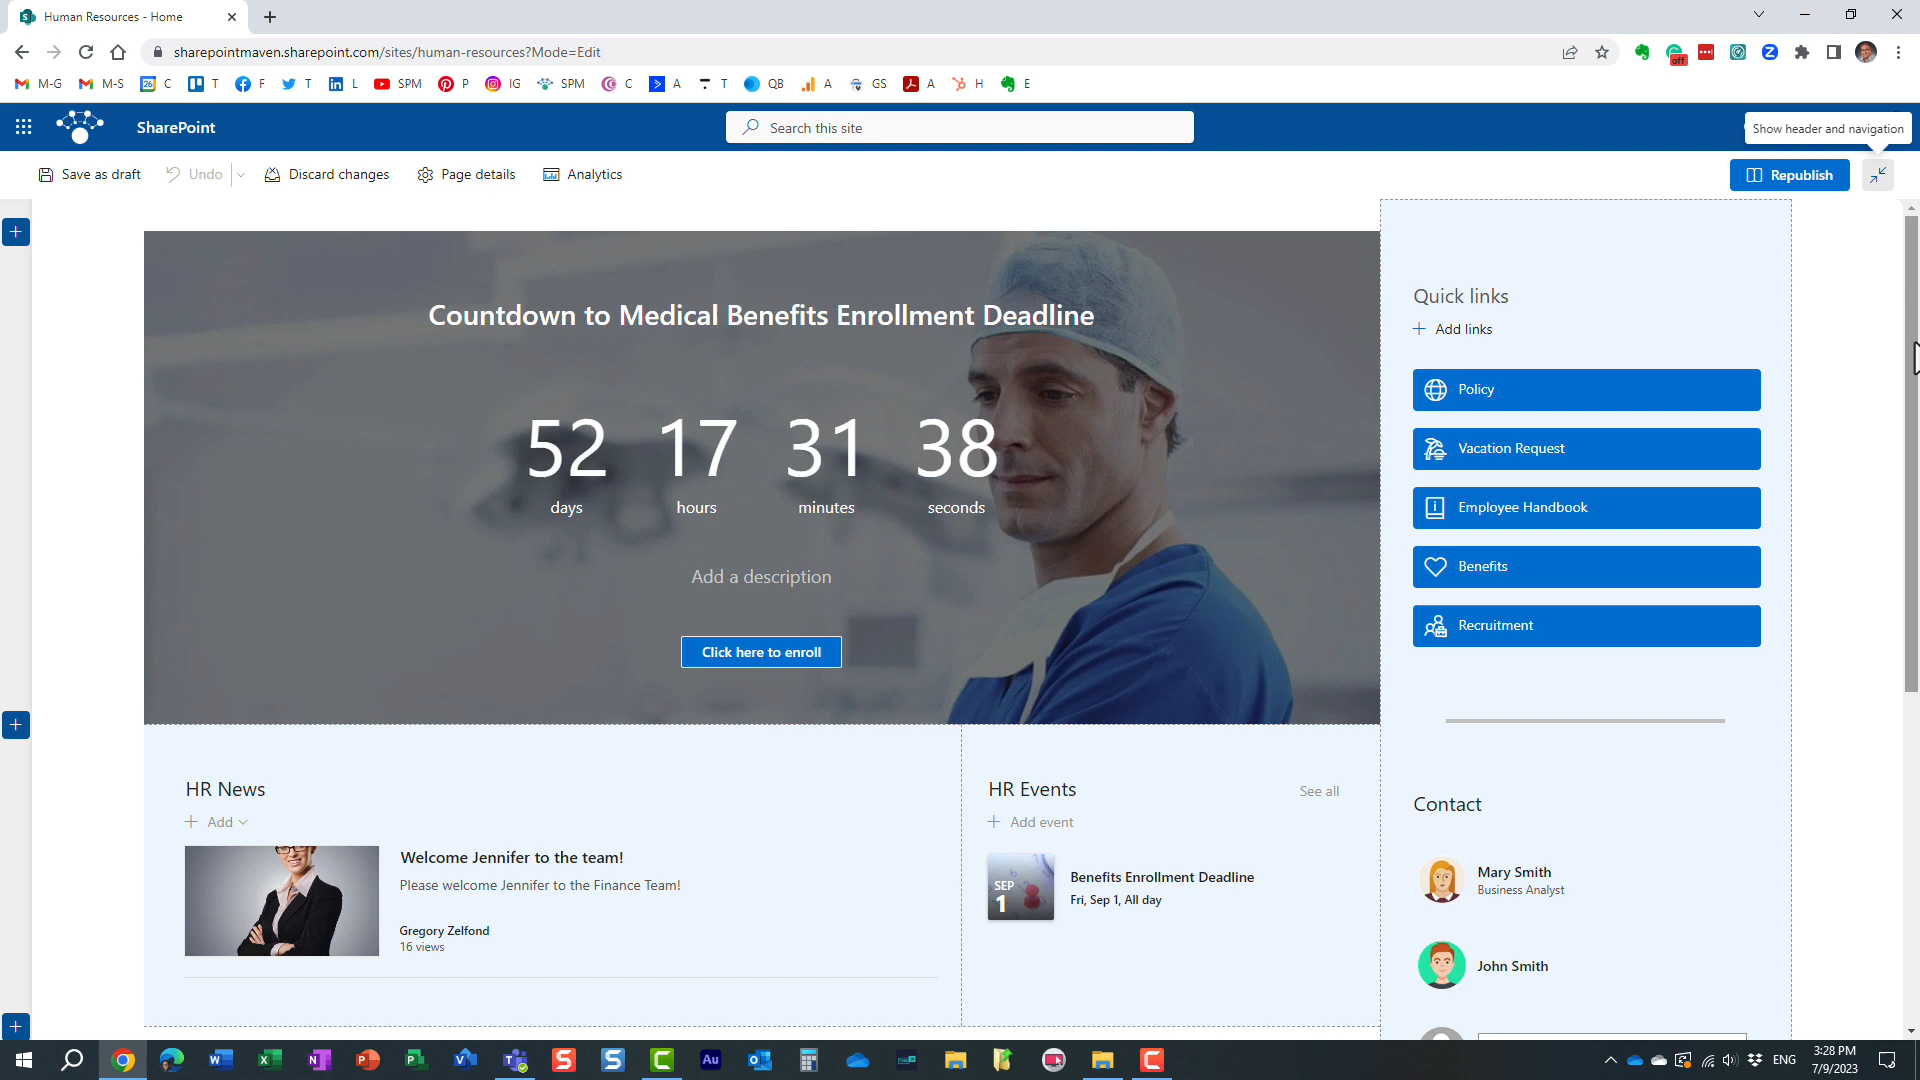 Human Resources - Home
sharepointmaven.sharepoint.com/sites/human-resources?Mode=Edit
off
M-G
M-S
26
C
T
F
T
L
SPM
P
IG
SPM
C
A
T
QB
A
GS
A
H
E
SharePoint
Search this site
Show header and navigation
Save as draft
Undo
Discard changes
Page details
Analytics
Republish
Countdown to Medical Benefits Enrollment Deadline
52 17 31 38
days hours minutes seconds
Add a description
Click here to enroll
Quick links
Add links
Policy
Vacation Request
Employee Handbook
Benefits
Recruitment
HR News
Add
Welcome Jennifer to the team!
Please welcome Jennifer to the Finance Team!
Gregory Zelfond
16 views
HR Events
See all
Add event
SEP
1
Benefits Enrollment Deadline
Fri, Sep 1, All day
Contact
Mary Smith
Business Analyst
John Smith
Au
ENG
3:28 PM
7/9/2023